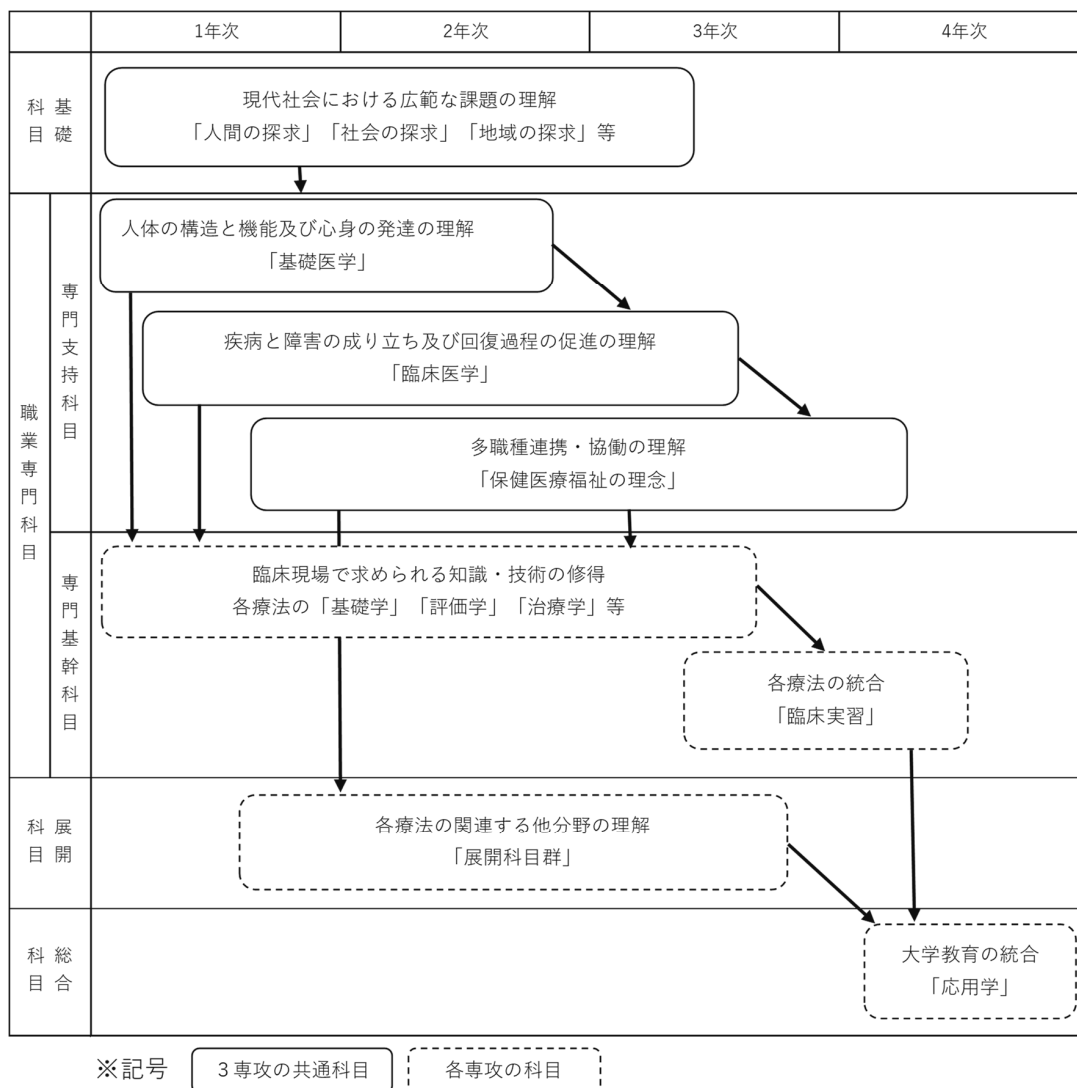 1年次
2年次
3年次
4年次
基礎科目
現代社会における広範な課題の理解
「人間の探求」「社会の探求」「地域の探求」等
職業専門科目
専門支持科目
人体の構造と機能及び心身の発達の理解
「基礎医学」
疾病と障害の成り立ち及び回復過程の促進の理解
「臨床医学」
多職種連携・協働の理解
「保健医療福祉の理念」
専門基幹科目
臨床現場で求められる知識・技術の修得
各療法の「基礎学」「評価学」「治療学」等
各療法の統合
「臨床実習」
展開科目
各療法の関連する他分野の理解
「展開科目群」
総合科目
大学教育の統合
「応用学」
※記号
3専攻の共通科目
各専攻の科目